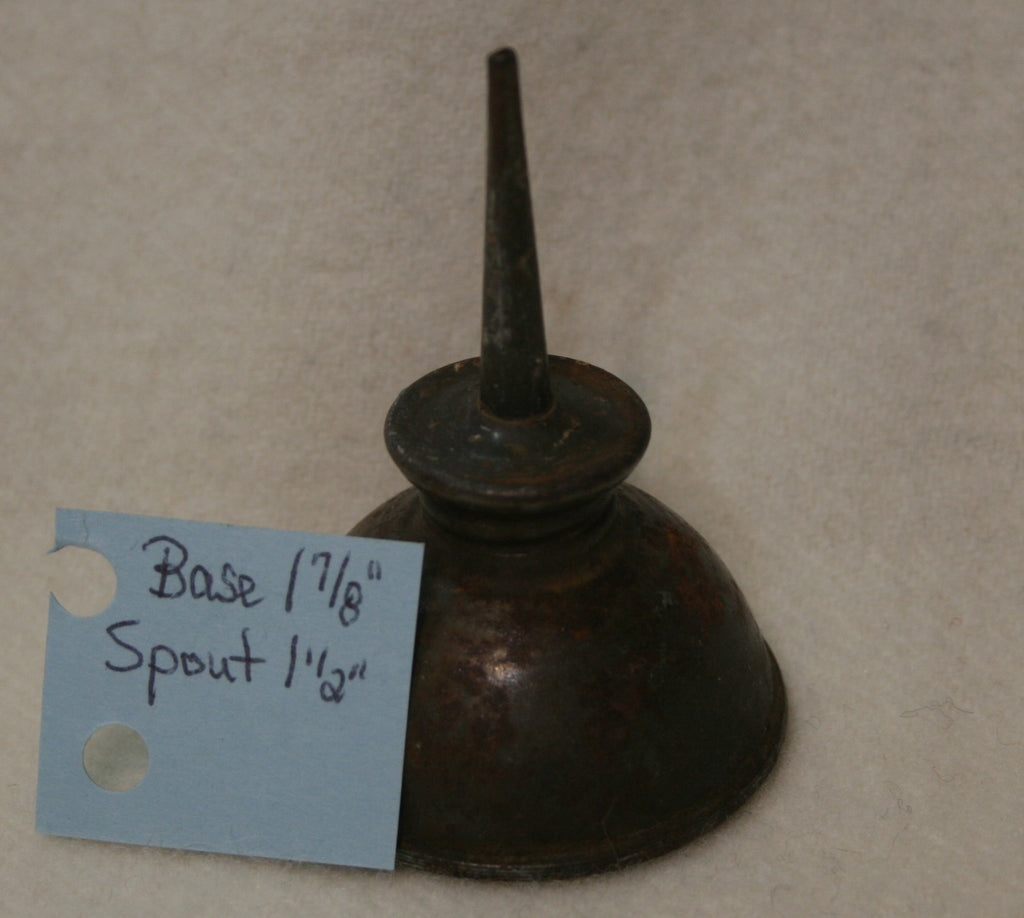 Base 1 7/8"
Spout 1 1/2"